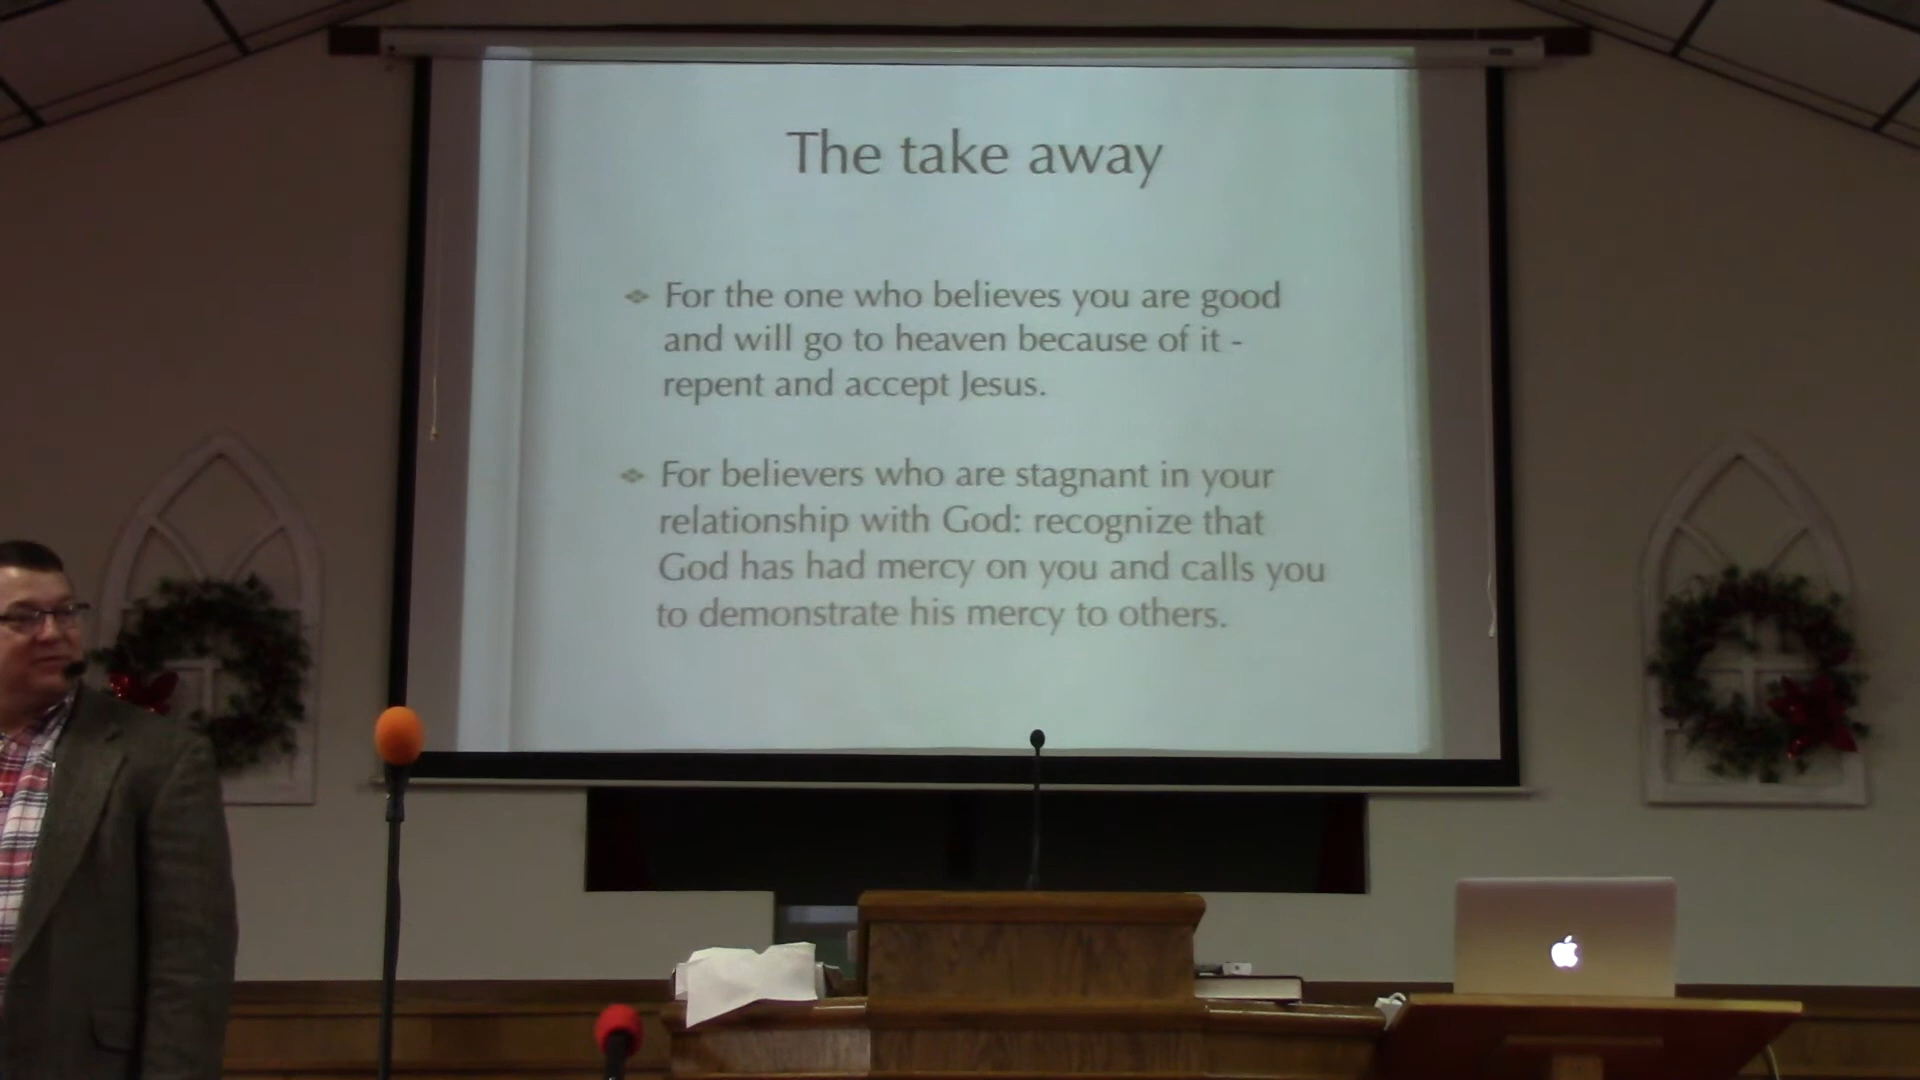 The take away
For the one who believes you are good
and will go to heaven because of it -
repent and accept Jesus.
For believers who are stagnant in your
relationship with God: recognize that
God has had mercy on you and calls you
to demonstrate his mercy to others.